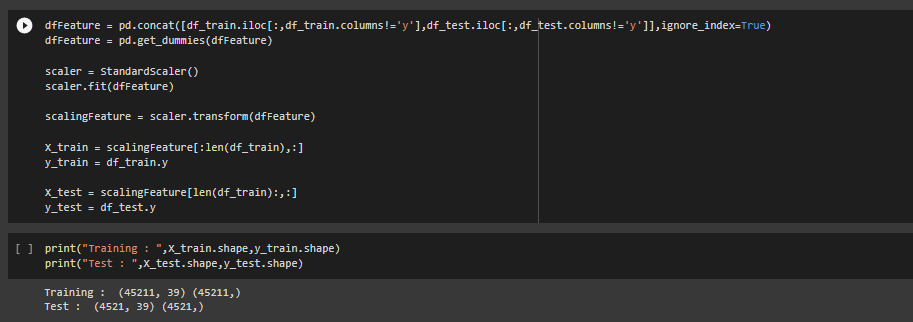 dfFeature = pd.concat([df_train.iloc[:,df_train.columns!='y'],df_test.iloc[:,df_test.columns!='y']],ignore_index=True)
dfFeature = pd.get_dummies(dfFeature)
scaler = StandardScaler()
scaler.fit(dfFeature)
scalingFeature = scaler.transform(dfFeature)
X_train = scalingFeature[:len(df_train),:]
y_train = df_train.y
X_test = scalingFeature[len(df_train):,:]
y_test = df_test.y
[ ] print("Training : ",X_train.shape,y_train.shape)
print("Test : ",X_test.shape,y_test.shape)
Training :  (45211, 39) (45211,)
Test :  (4521, 39) (4521,)